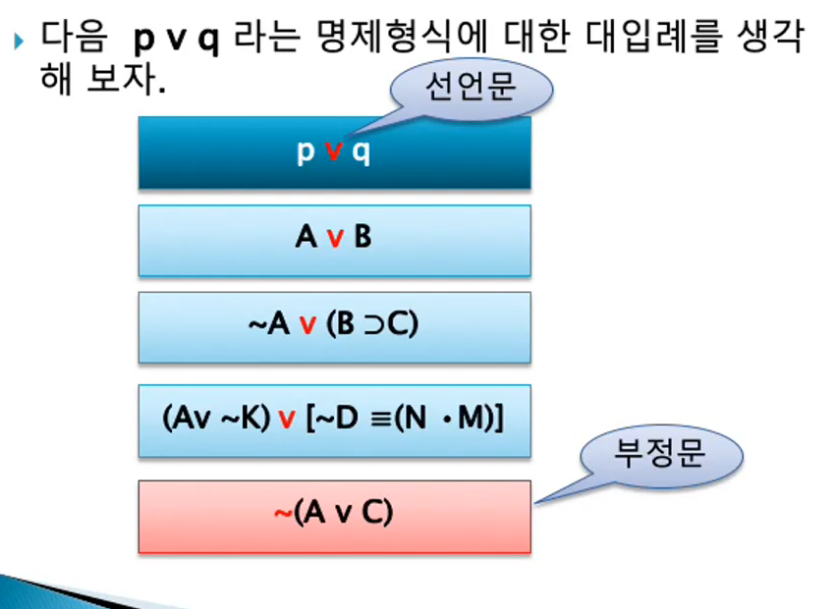 다음 p v q 라는 명제형식에 대한 대입례를 생각
해 보자.
선언문
p v q
A v B
~A v (B ⊃C)
(Av ~K) v [~D ≡(N ・M)]
부정문
~(A v C)